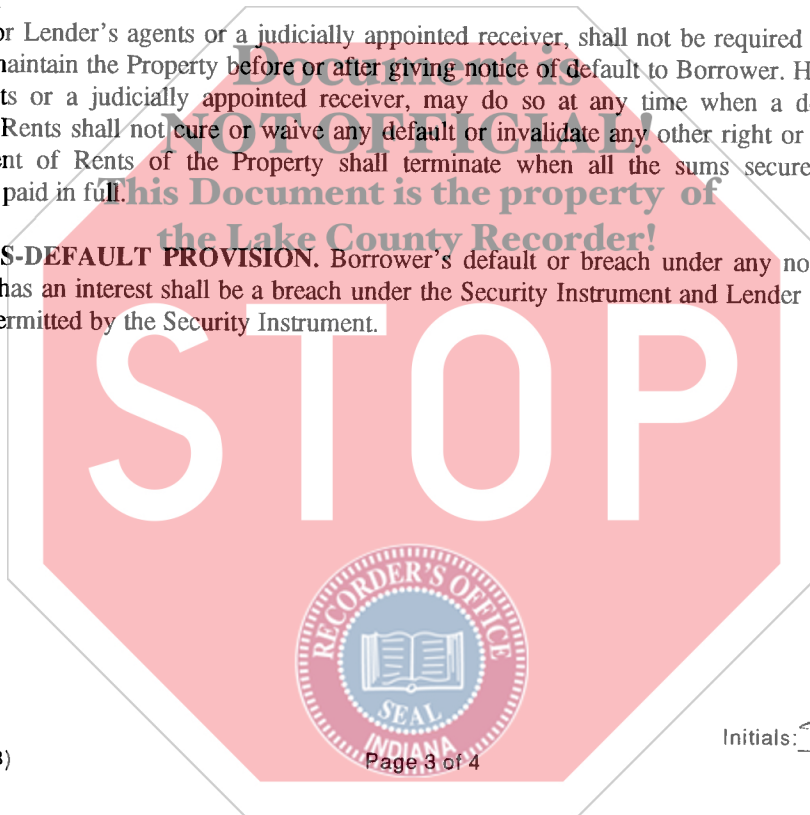 or Lender's agents or a judicially appointed receiver, shall not be required
Document is
naintain the Property before or after giving notice of default to Borrower. H
ts or a judicially appointed receiver, may do so at any time when a d
NOT OFFICIAL!
Rents shall not cure or waive any default or invalidate any other right or
ent of Rents of the Property shall terminate when all the sums secure
paid in full.
This Document is the property of
the Lake County Recorder!
S-DEFAULT PROVISION. Borrower's default or breach under any no
has an interest shall be a breach under the Security Instrument and Lender
ermitted by the Security Instrument.
STOP
RECORDER'S OFFICE
SEAL
INDIANA
Initials:
3)
Page 3 of 4